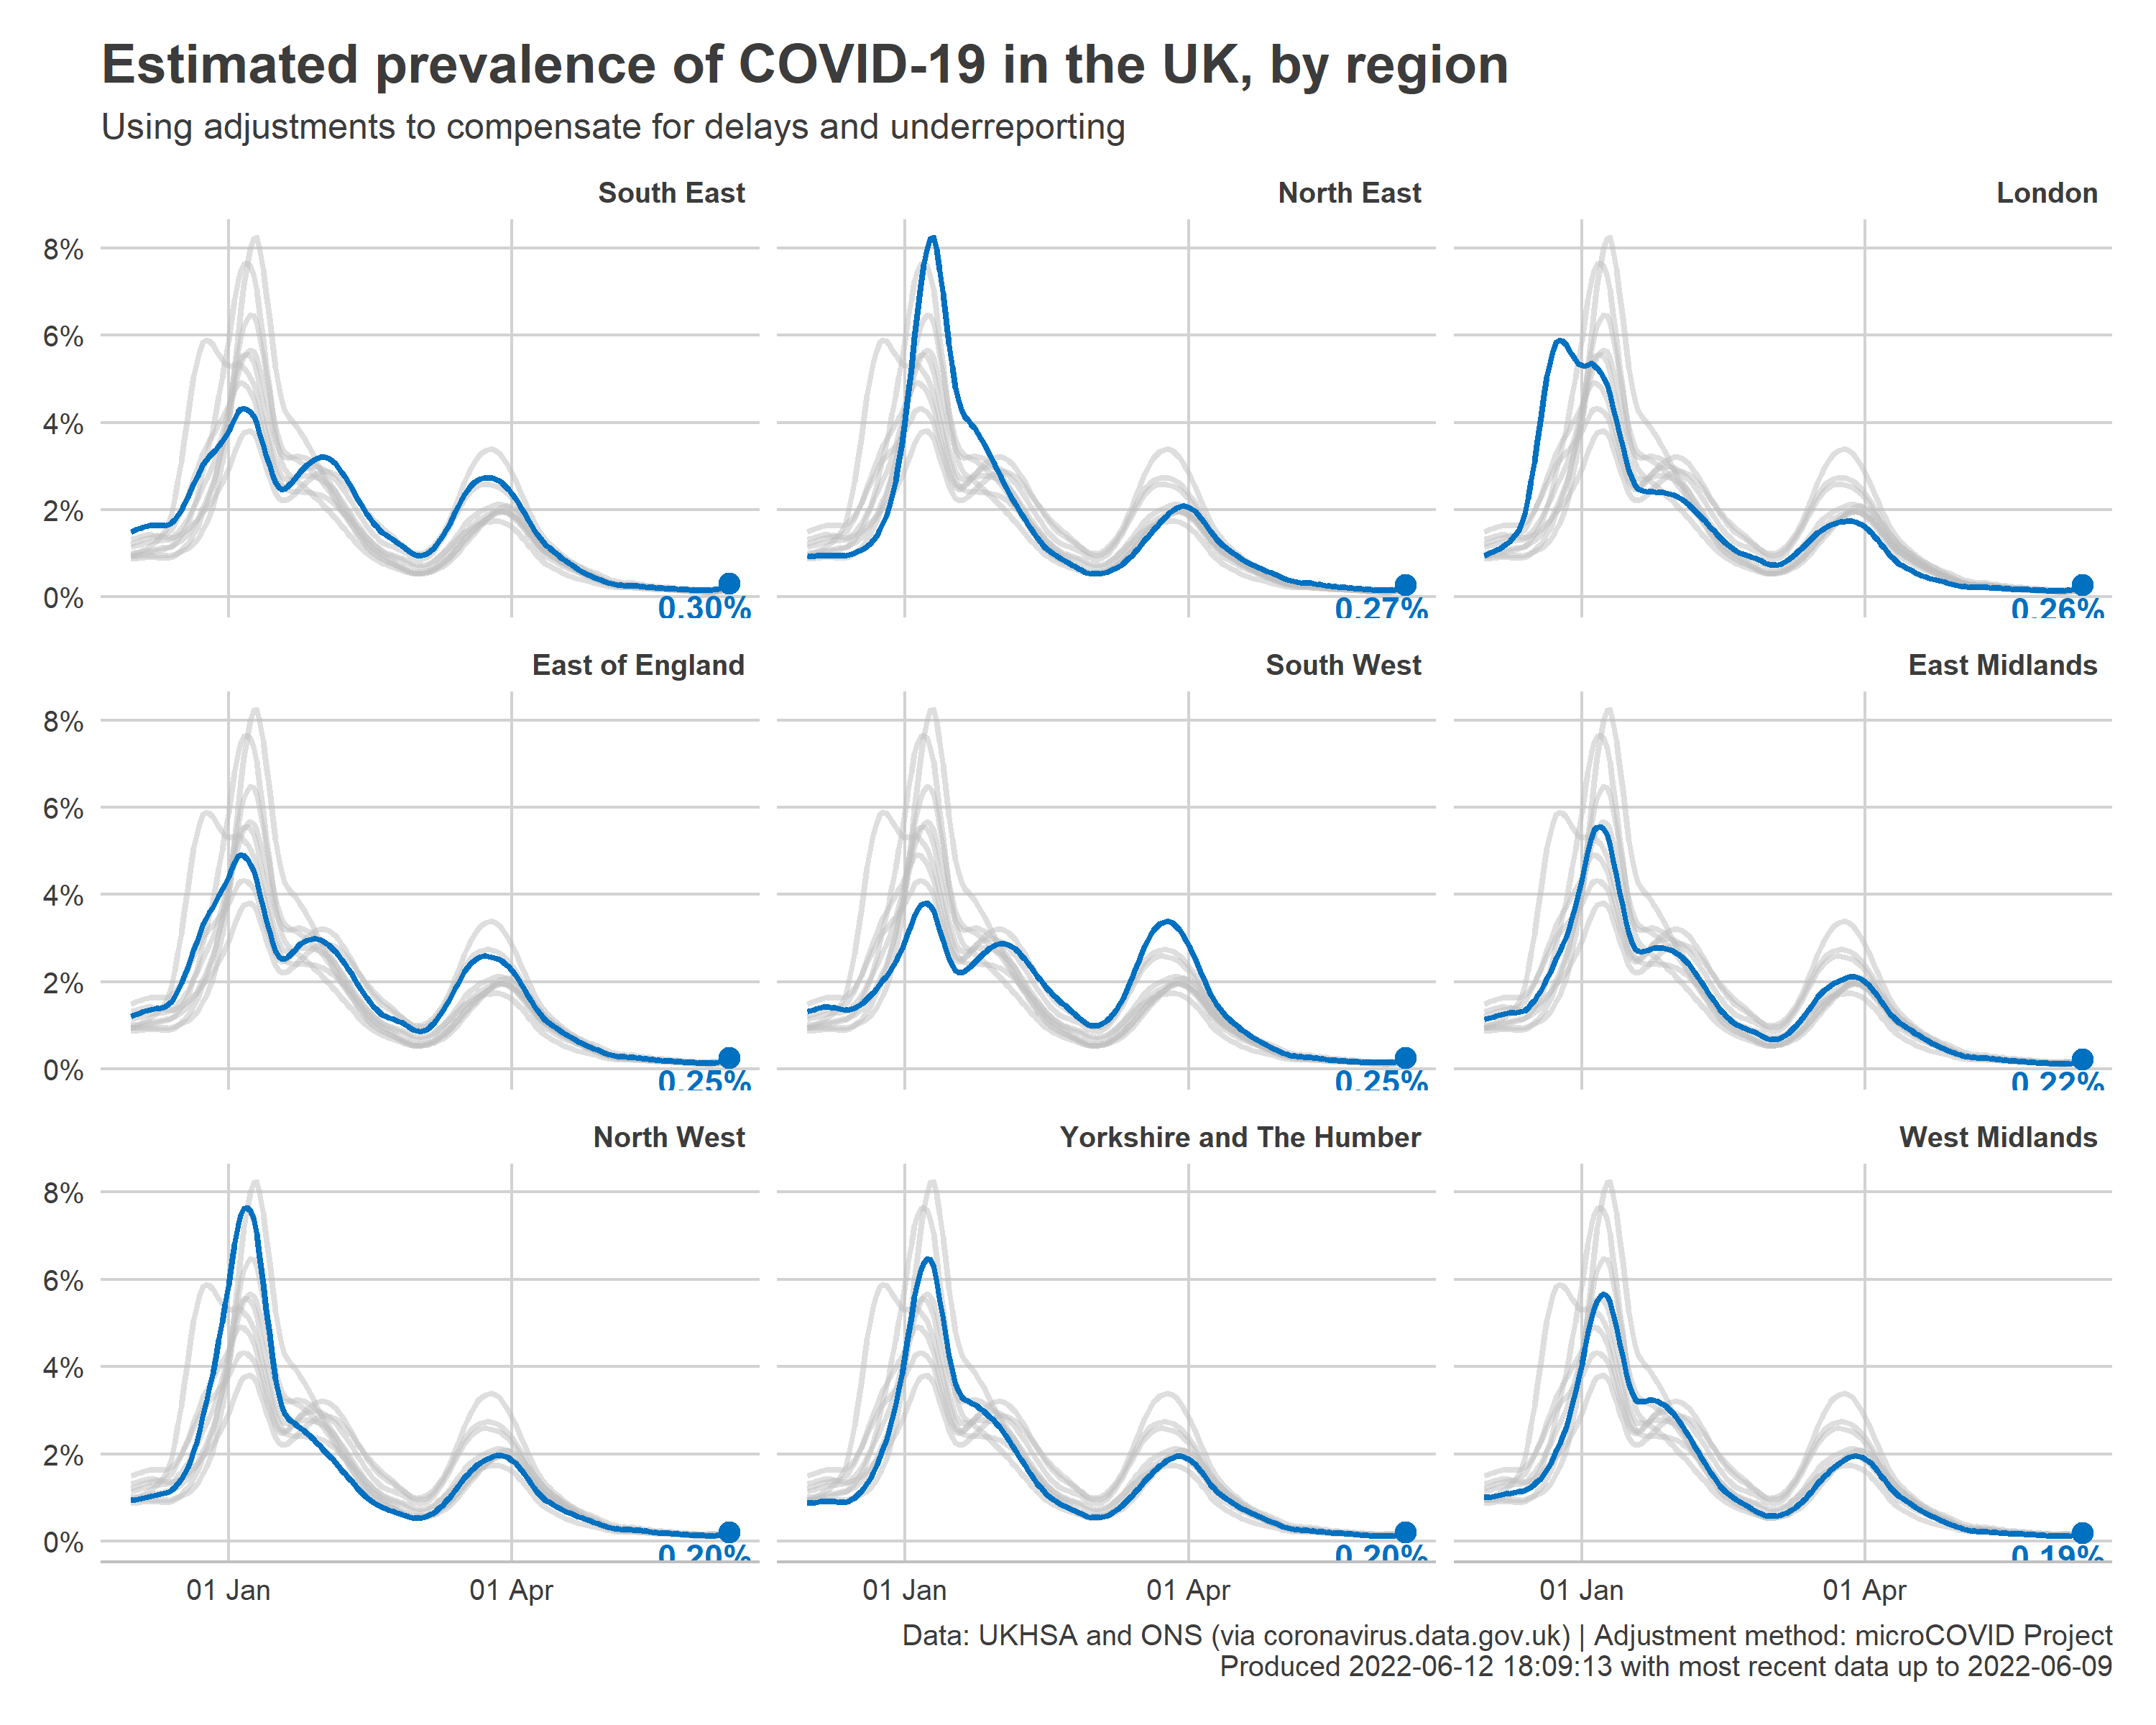 Estimated prevalence of COVID-19 in the UK, by region
Using adjustments to compensate for delays and underreporting
South East
North East
London
8%
6%
4%
2%
0%
0.30%
0.27%
0.26%
East of England
South West
East Midlands
8%
6%
4%
2%
0%
0.25%
0.25%
0.22%
North West
Yorkshire and The Humber
West Midlands
8%
6%
4%
2%
0%
0.20%
0.20%
0.19%
01 Jan
01 Apr
01 Jan
01 Apr
01 Jan
01 Apr
Data: UKHSA and ONS (via coronavirus.data.gov.uk) | Adjustment method: microCOVID Project
Produced 2022-06-12 18:09:13 with most recent data up to 2022-06-09